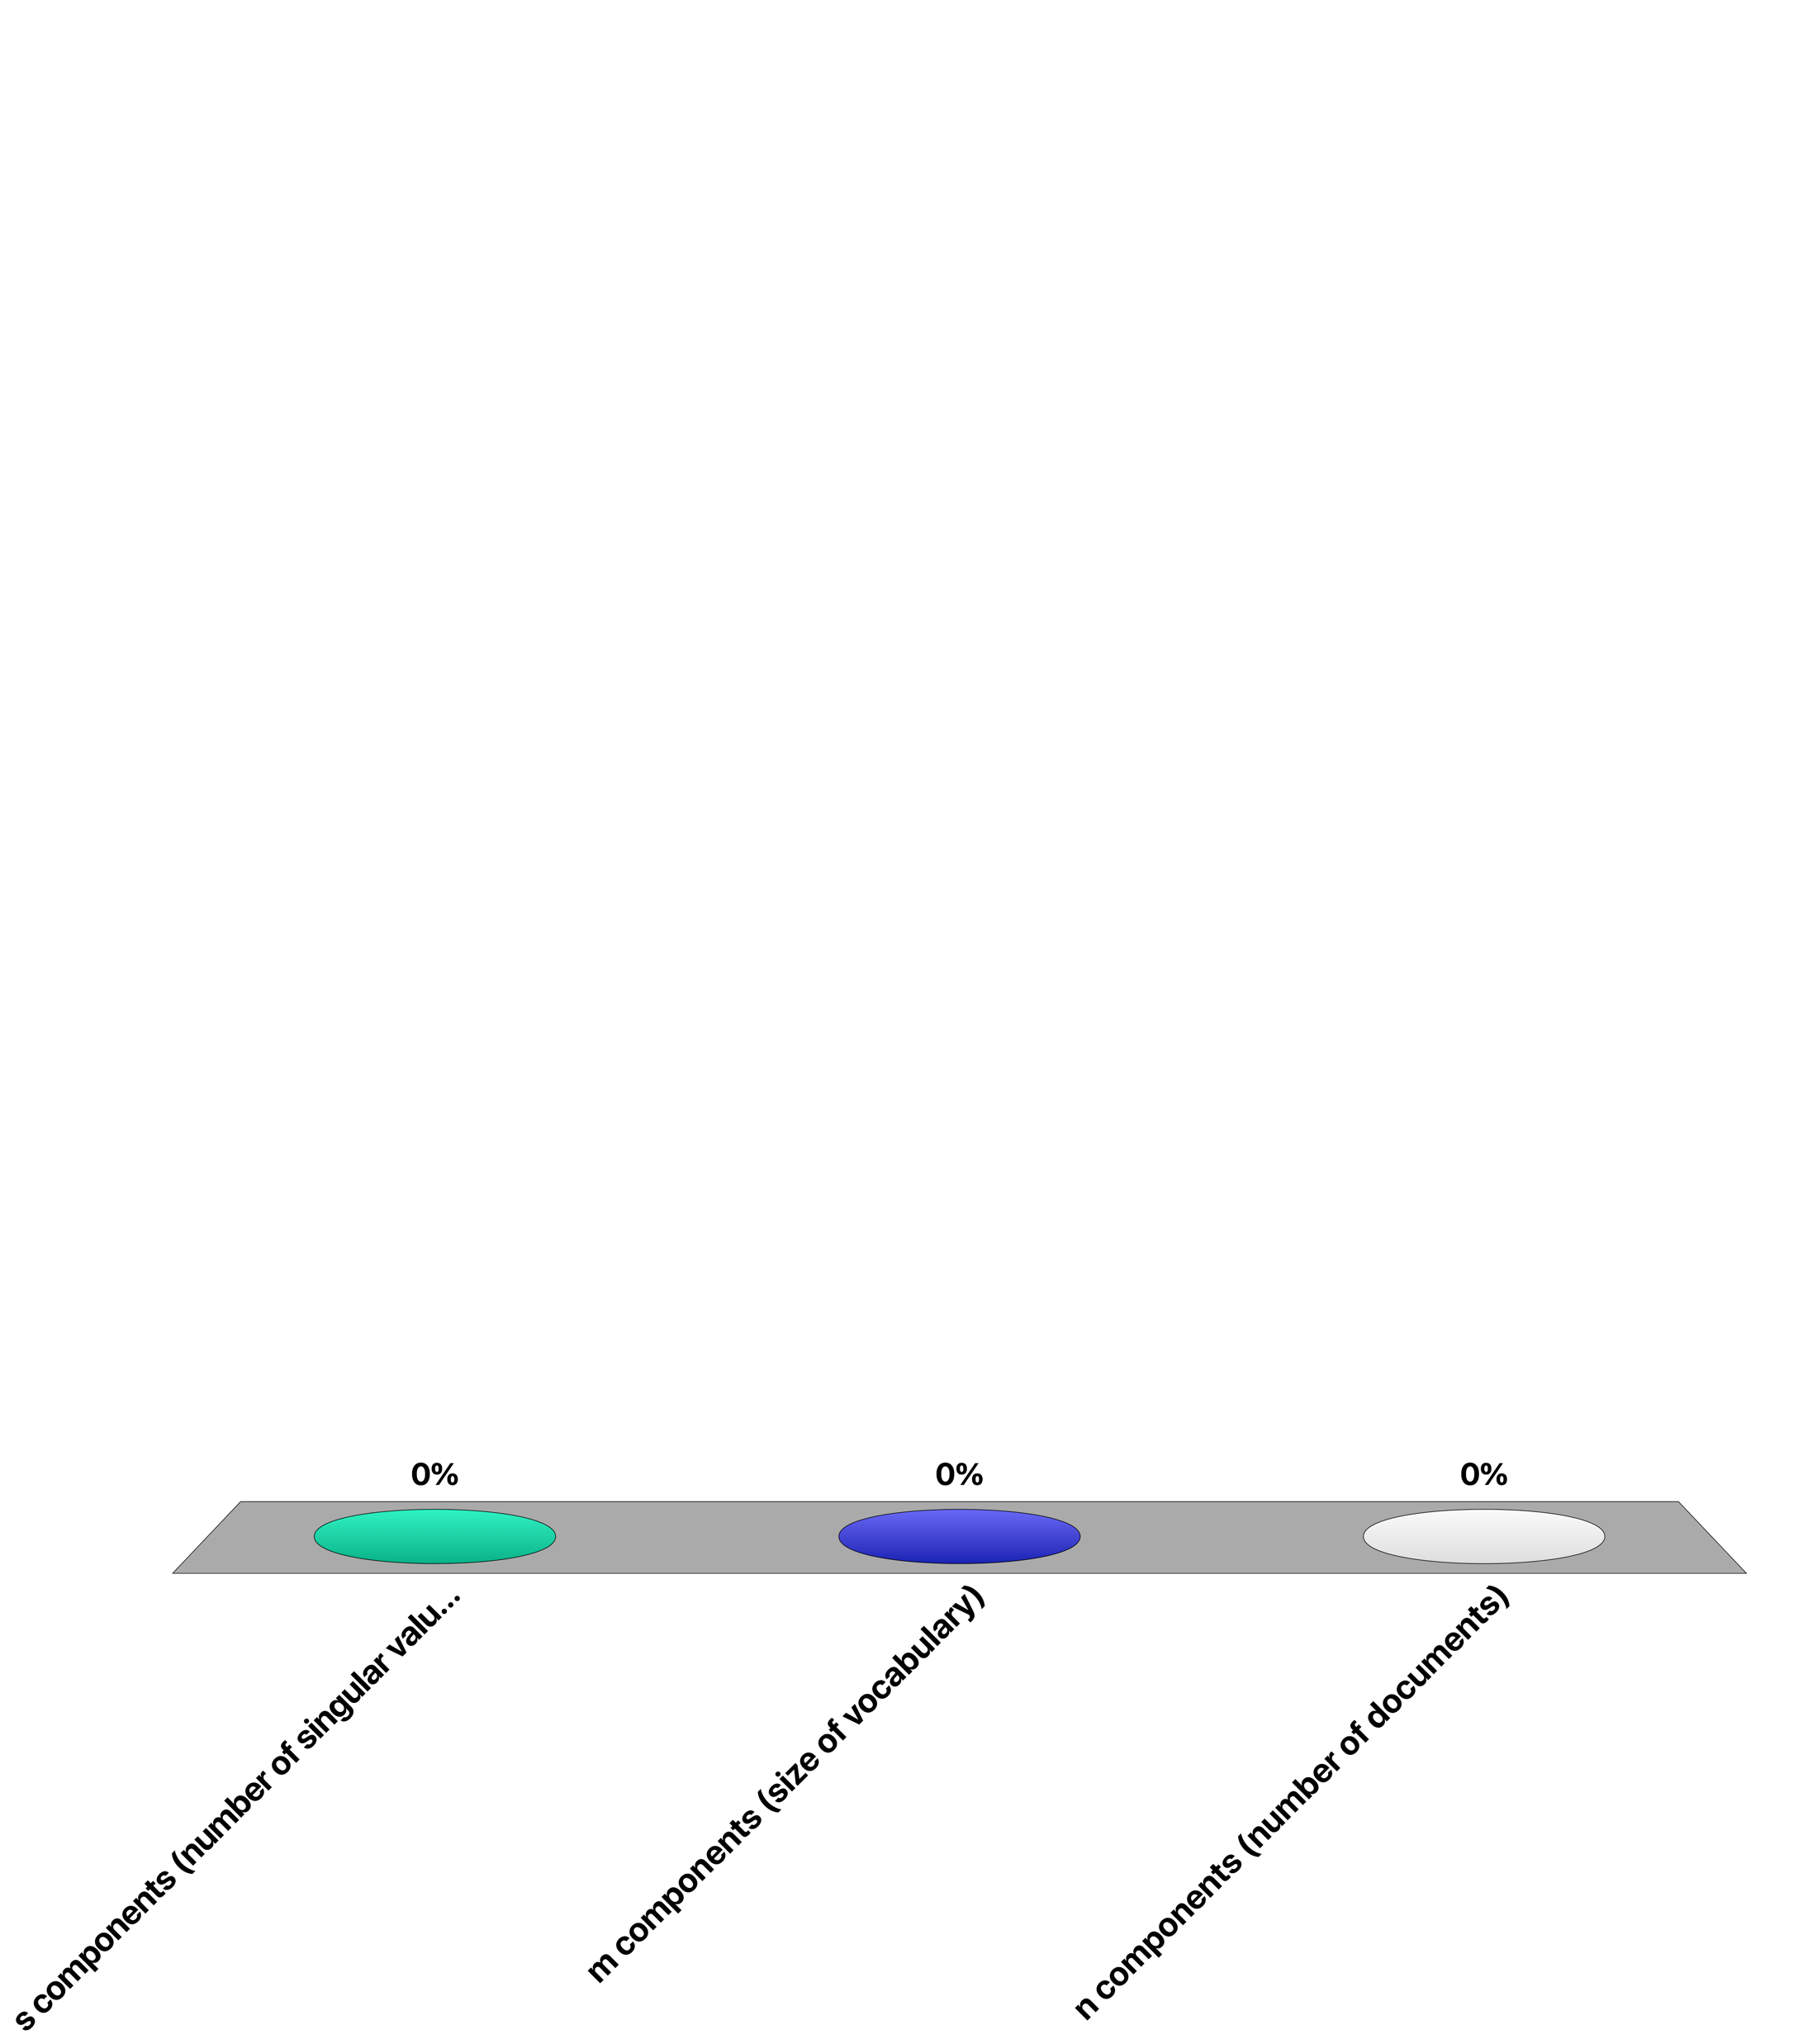 0%
0%
0%
s components (number of singular valu...
m components (size of vocabulary)
n components (number of documents)